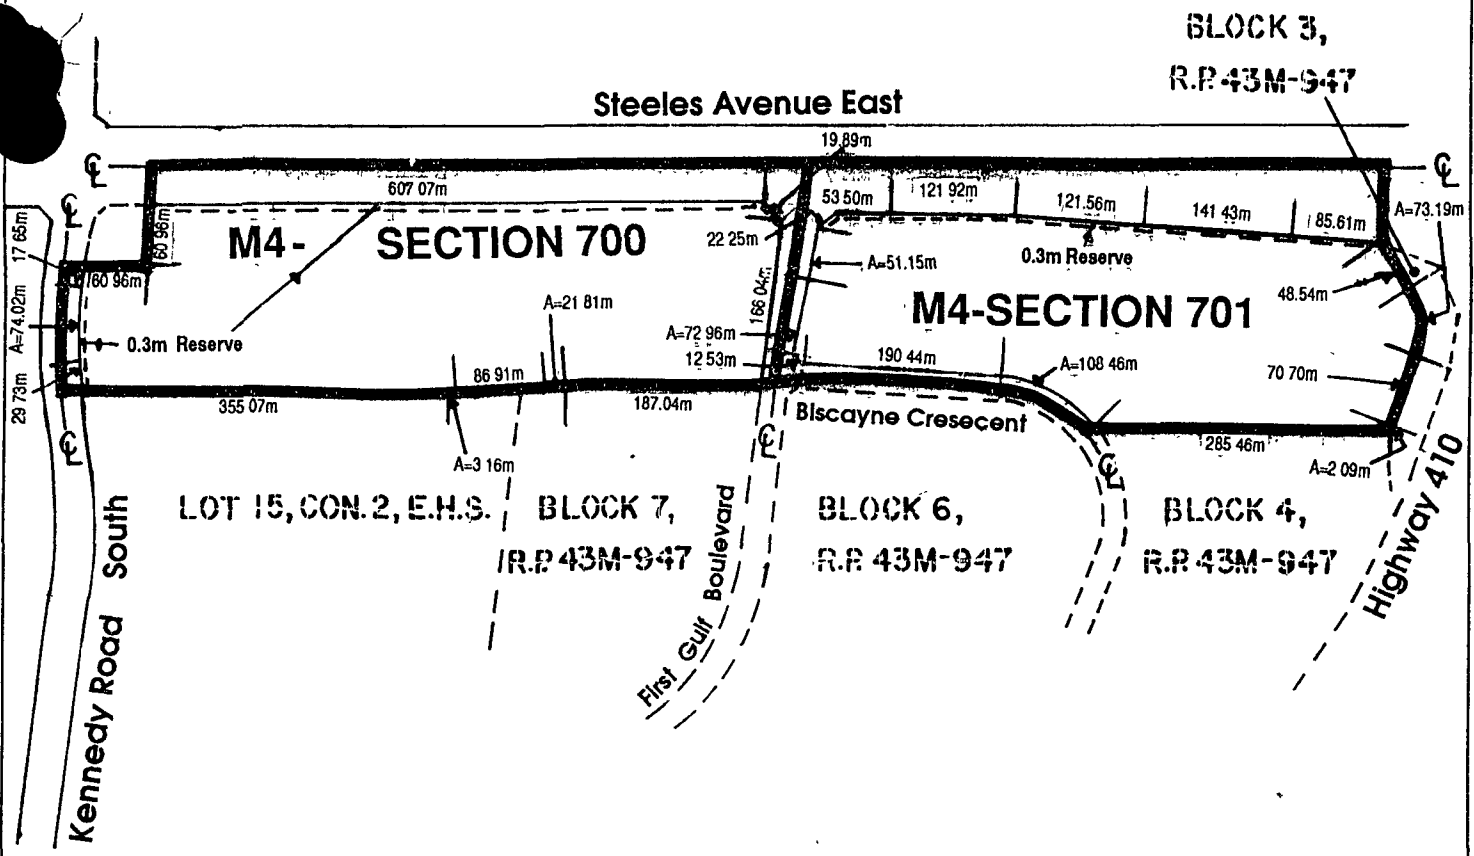 BLOCK 3,
R.P. 43M-947
Steeles Avenue East
19.89m
607 07m
53 50m
121 92m
121.56m
141 43m
85.61m
A=73.19m
17 65m
60 96m
M4- SECTION 700
22 25m
A=51.15m
0.3m Reserve
60 96m
48.54m
A=74.02m
A=21 81m
166 04m
M4-SECTION 701
0.3m Reserve
A=72 96m
12 53m
190 44m
A=108 46m
70 70m
29 73m
86 91m
355 07m
187.04m
Biscayne Cresecent
285 46m
A=3 16m
A=2 09m
LOT 15, CON. 2, E.H.S.
BLOCK 7,
R.P. 43M-947
BLOCK 6,
R.P. 43M-947
BLOCK 4,
R.P. 43M-947
Kennedy Road South
First Gulf Boulevard
Highway 410